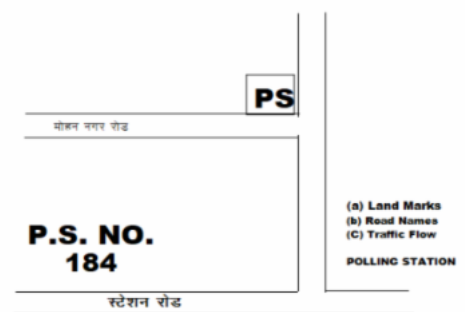 PS
मोहन नगर रोड
P.S. NO.
184
(a) Land Marks
(b) Road Names
(C) Traffic Flow
POLLING STATION
स्टेशन रोड